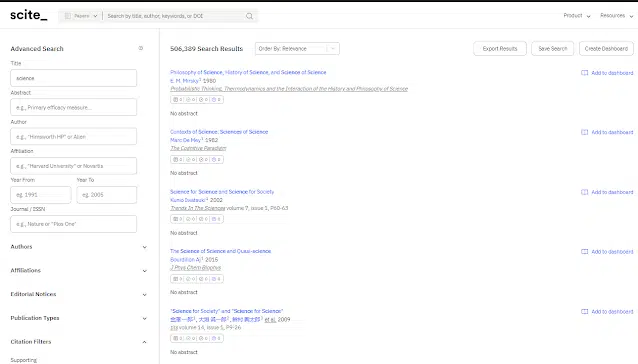 scite_
Papers
Search by title, author, keywords, or DOI
Product
Resources
Advanced Search
Title
science
Abstract
e.g., Primary efficacy measure...
Author
e.g., "Himsworth HP" or Allen
Affiliation
e.g., "Harvard University" or Novartis
Year From Year To
eg. 1991 eg. 2005
Journal / ISSN
e.g., Nature or "Plos One"
Authors
Affiliations
Editorial Notices
Publication Types
Citation Filters
Supporting
506,389 Search Results
Order By: Relevance
Export Results
Save Search
Create Dashboard
Philosophy of Science, History of Science, and Science of Science
Add to dashboard
E. M. Mirsky 1980
Probabilistic Thinking, Thermodynamics and the Interaction of the History and Philosophy of Science
0 0 0 0
No abstract
Contexts of Science: Sciences of Science
Add to dashboard
Marc De Mey 1982
The Cognitive Paradigm
0 0 0 0
No abstract
Science for Science and Science for Society
Add to dashboard
2002
Trends In The Sciences volume 7, issue 5, P60-63
0 0 0 0
No abstract
The Science of Science and Quasi-science
Add to dashboard
Bourdillan Aj 2015
J Phys Chem Biophys
0 0 0 0
No abstract
"Science for Society" and "Science for Science"
Add to dashboard
et al. 2009
volume 14, issue 5, P9-26
0 0 0 0
No abstract